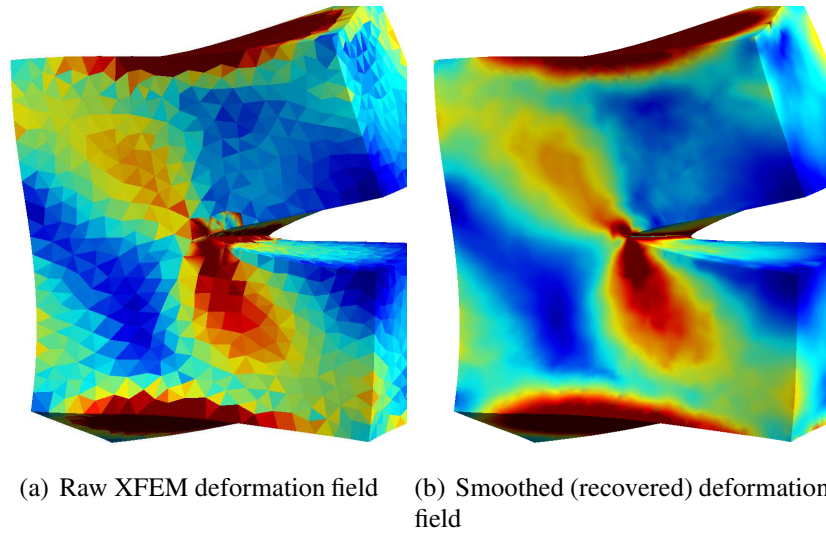 (a) Raw XFEM deformation field
(b) Smoothed (recovered) deformation
field